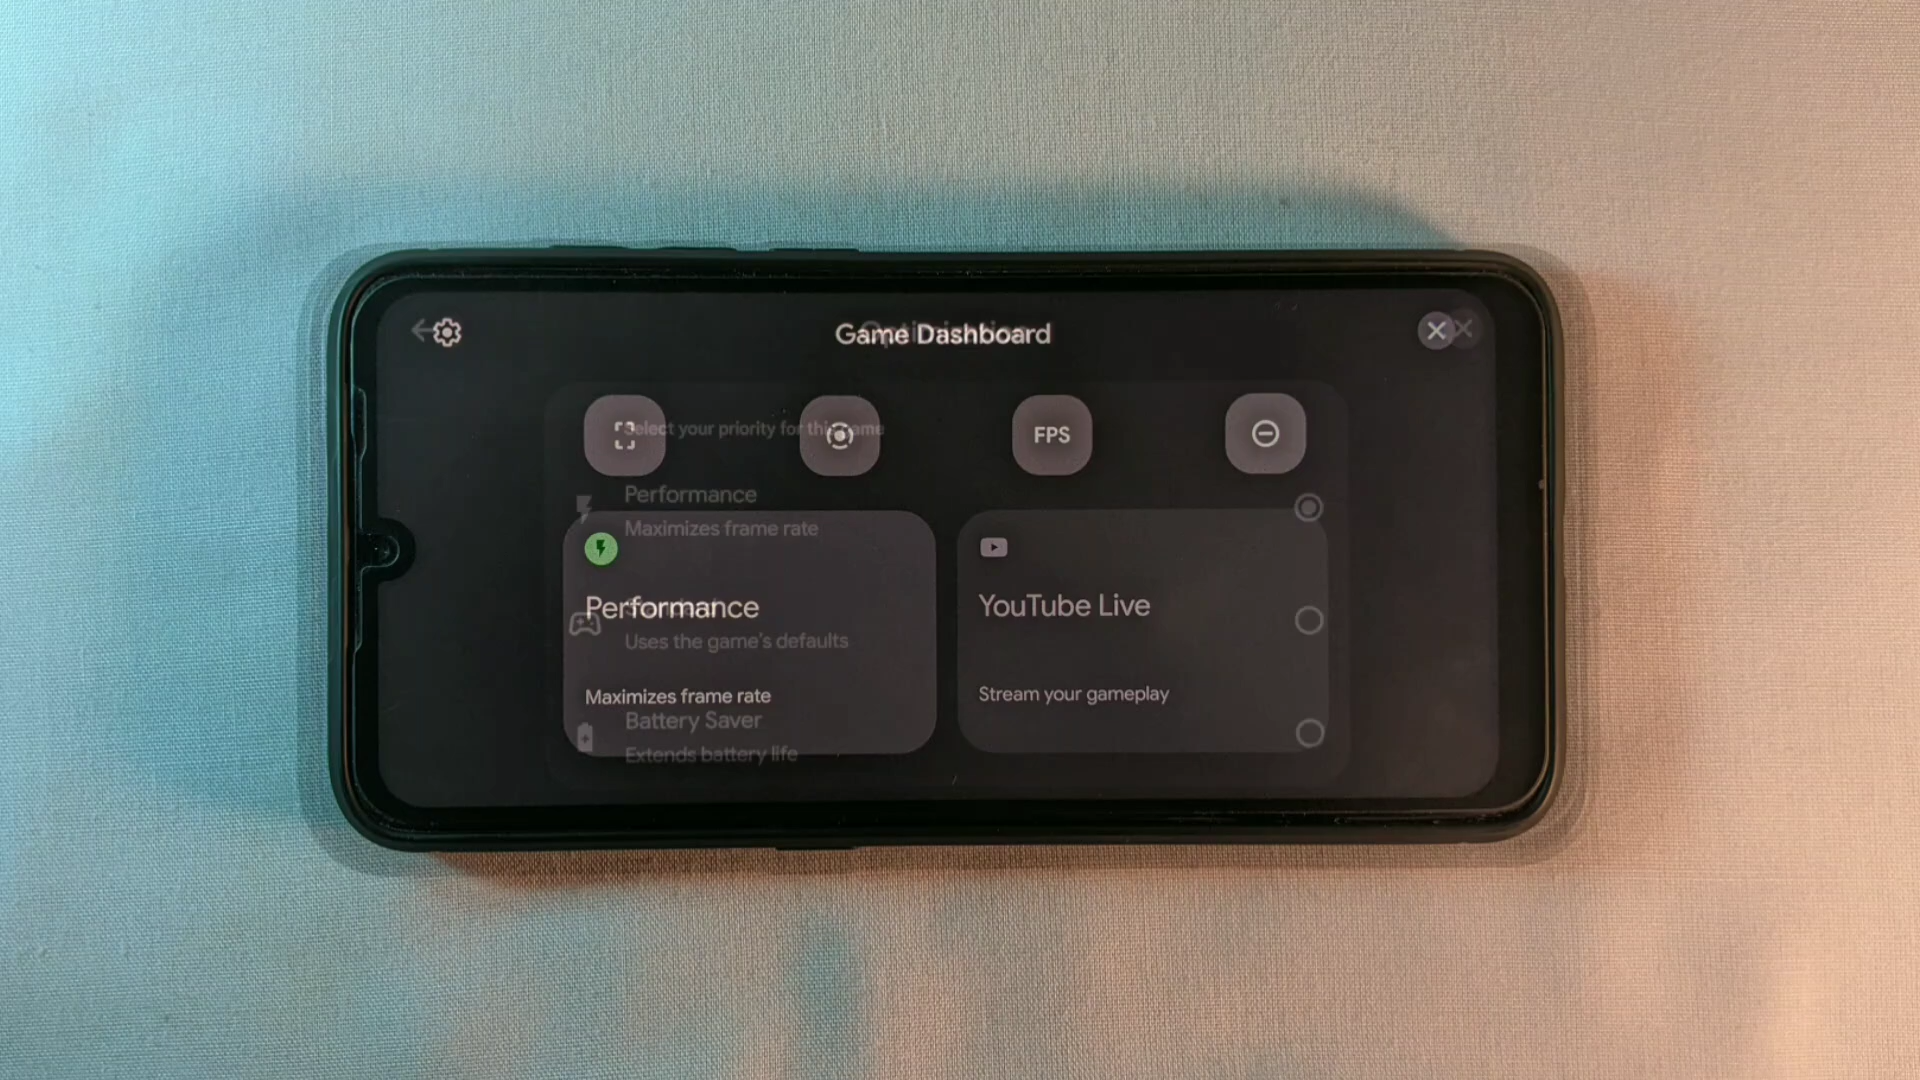 Game Dashboard
Select your priority for this game
FPS
Performance
Maximizes frame rate
Performance
YouTube Live
Uses the game's defaults
Maximizes frame rate
Stream your gameplay
Battery Saver
Extends battery life